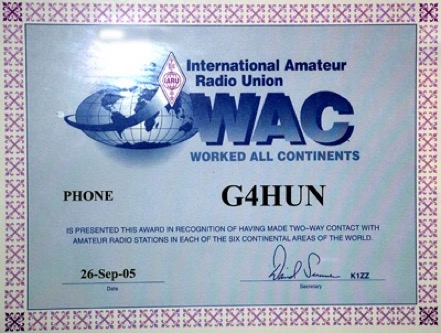 International Amateur
Radio Union
IARU
WAC
WORKED ALL CONTINENTS
PHONE G4HUN
IS PRESENTED THIS AWARD IN RECOGNITION OF HAVING MADE TWO-WAY CONTACT WITH
AMATEUR RADIO STATIONS IN EACH OF THE SIX CONTINENTAL AREAS OF THE WORLD.
26-Sep-05 David Sumner K1ZZ
Date Secretary